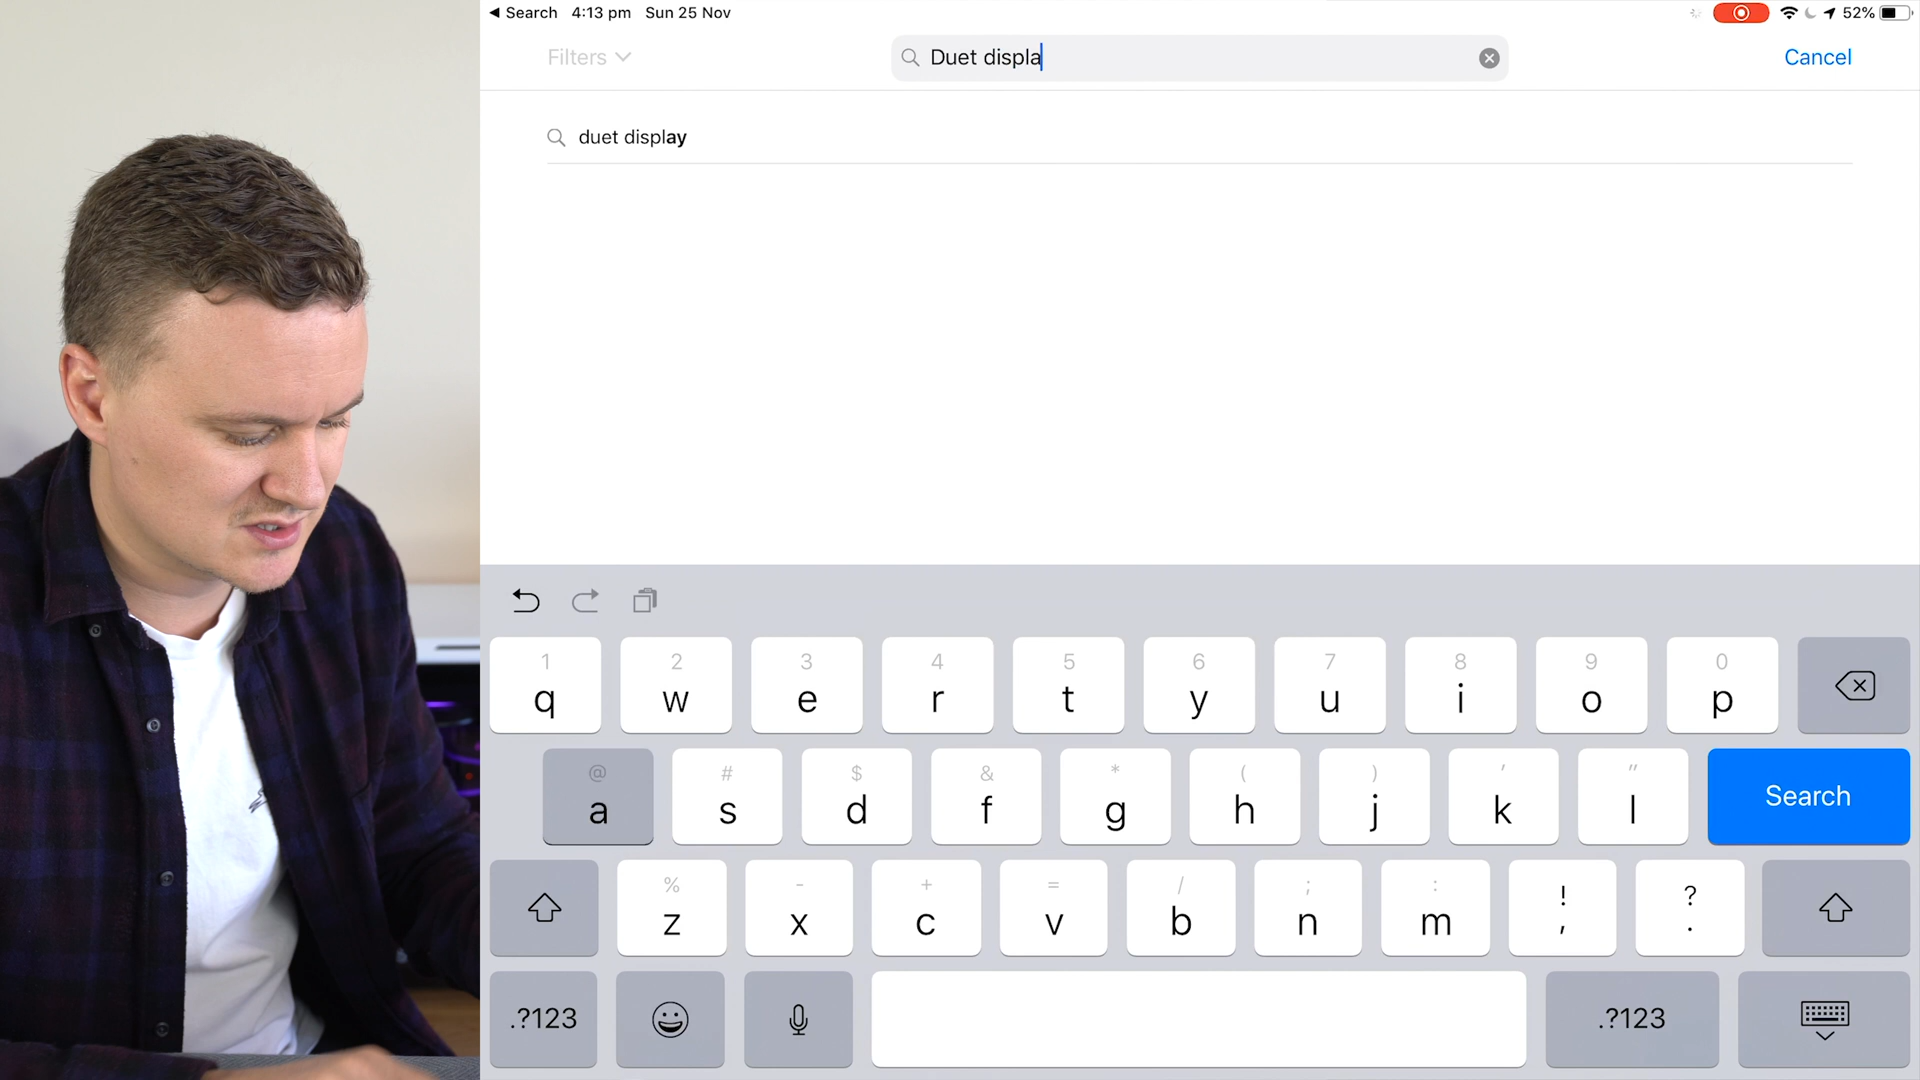 ◀ Search 4:13 pm Sun 25 Nov 52%
Filters Duet displa Cancel
duet display
1 2 3 4 5 6 7 8 9 0
q w e r t y u i o p
@ # $ & * ( ) ' "
a s d f g h j k l Search
% - + = / ; : ! ?
z x c v b n m , .
.?123 .?123